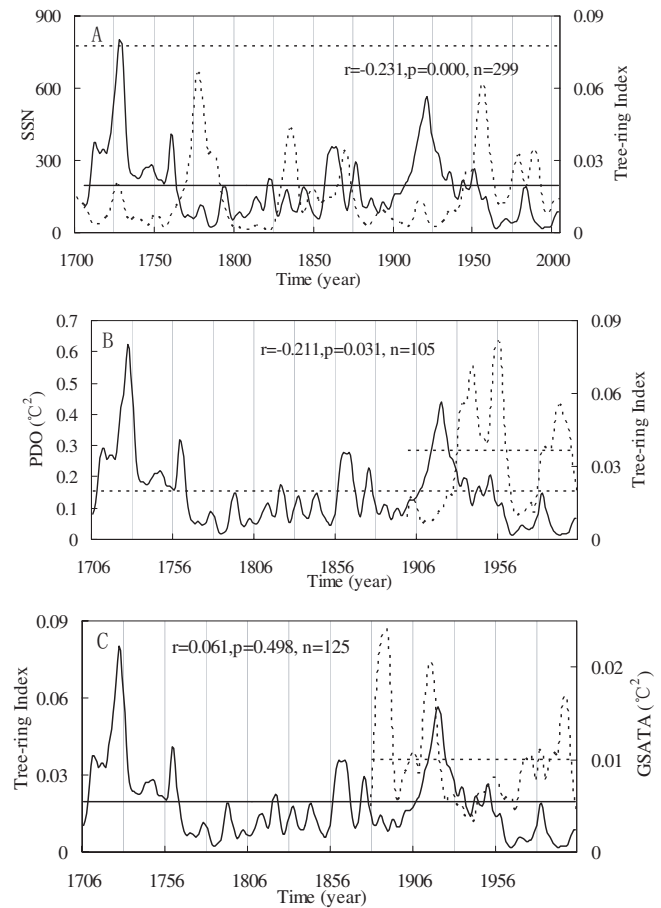 A
r=-0.231,p=0.000, n=299
SSN
Tree-ring Index
900
600
300
0
0.09
0.06
0.03
0
1700 1750 1800 1850 1900 1950 2000
Time (year)
B
r=-0.211,p=0.031, n=105
PDO (℃²)
Tree-ring Index
0.7
0.6
0.5
0.4
0.3
0.2
0.1
0
0.09
0.06
0.03
0
1706 1756 1806 1856 1906 1956
Time (year)
C
r=0.061,p=0.498, n=125
Tree-ring Index
GSATA (℃²)
0.09
0.06
0.03
0
0.02
0.01
0.00
1706 1756 1806 1856 1906 1956
Time (year)